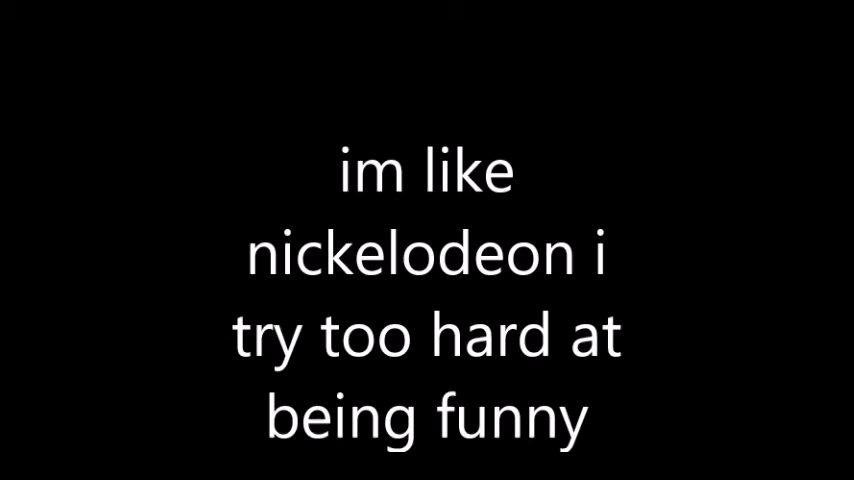 im like
nickelodeon i
try too hard at
being funny